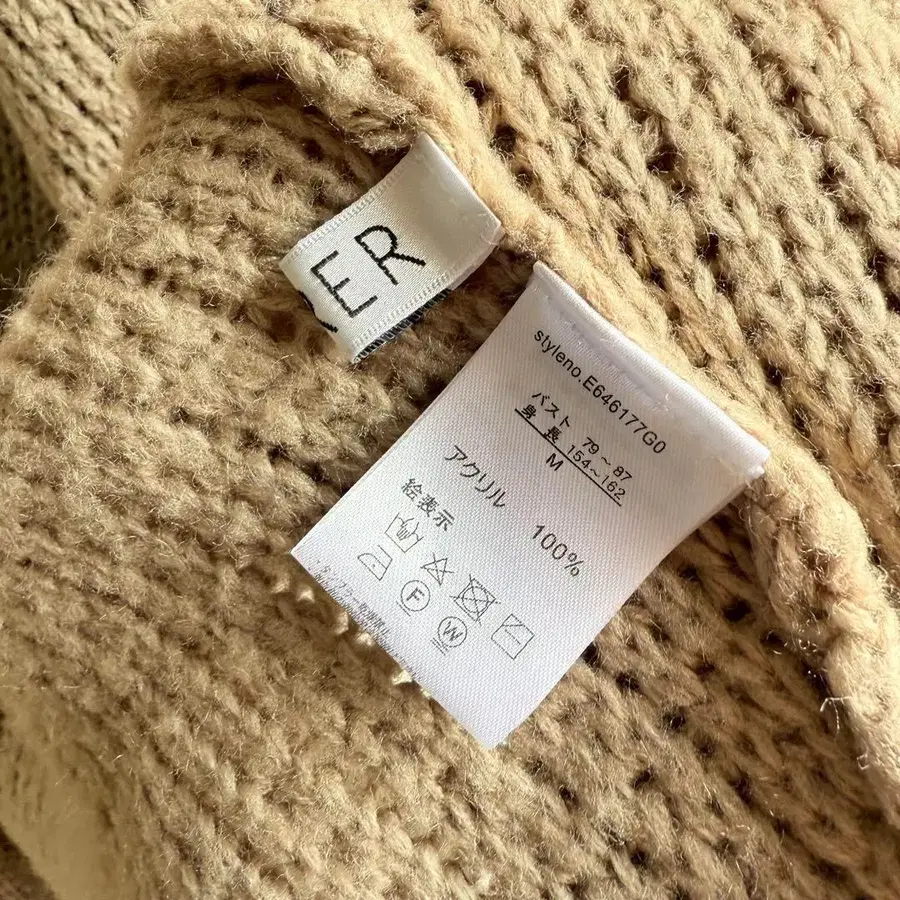 ER
styleno.E646177G0
バスト 79～87
身長 154～162
M
アクリル 100%
絵表示
F
W